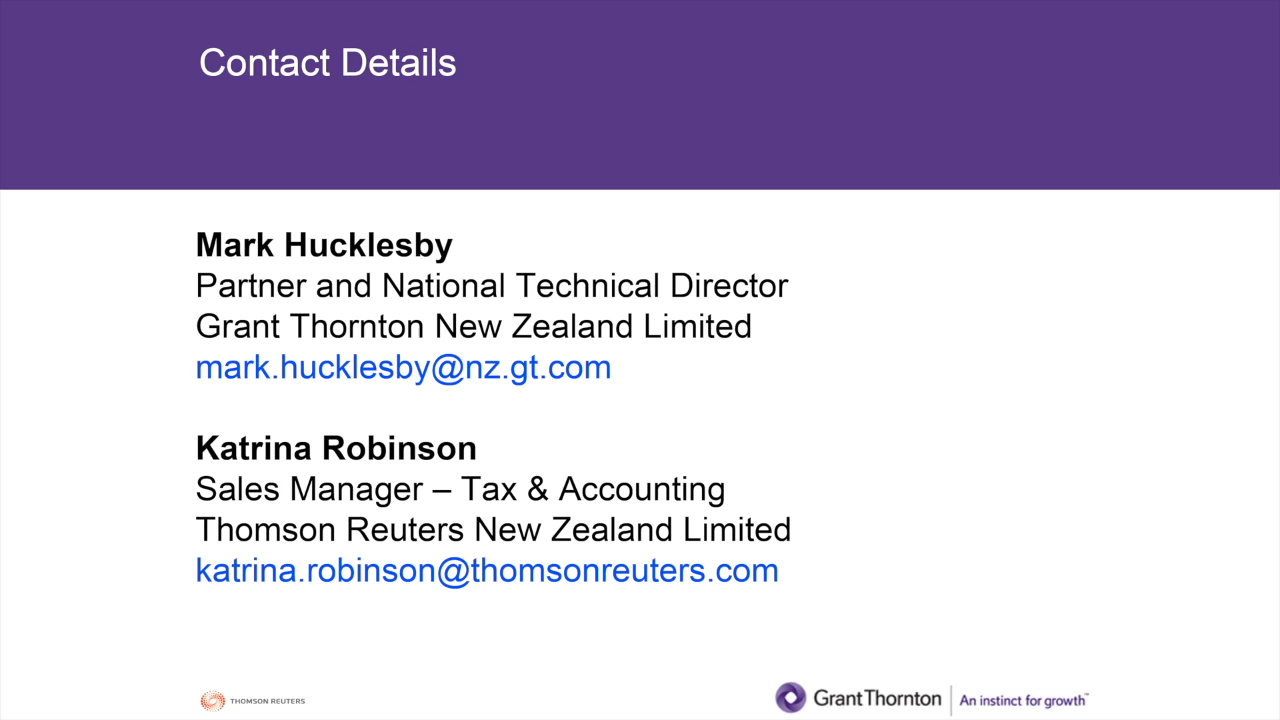 Contact Details
Mark Hucklesby
Partner and National Technical Director
Grant Thornton New Zealand Limited
mark.hucklesby@nz.gt.com
Katrina Robinson
Sales Manager – Tax & Accounting
Thomson Reuters New Zealand Limited
katrina.robinson@thomsonreuters.com
THOMSON REUTERS
Grant Thornton An instinct for growth™